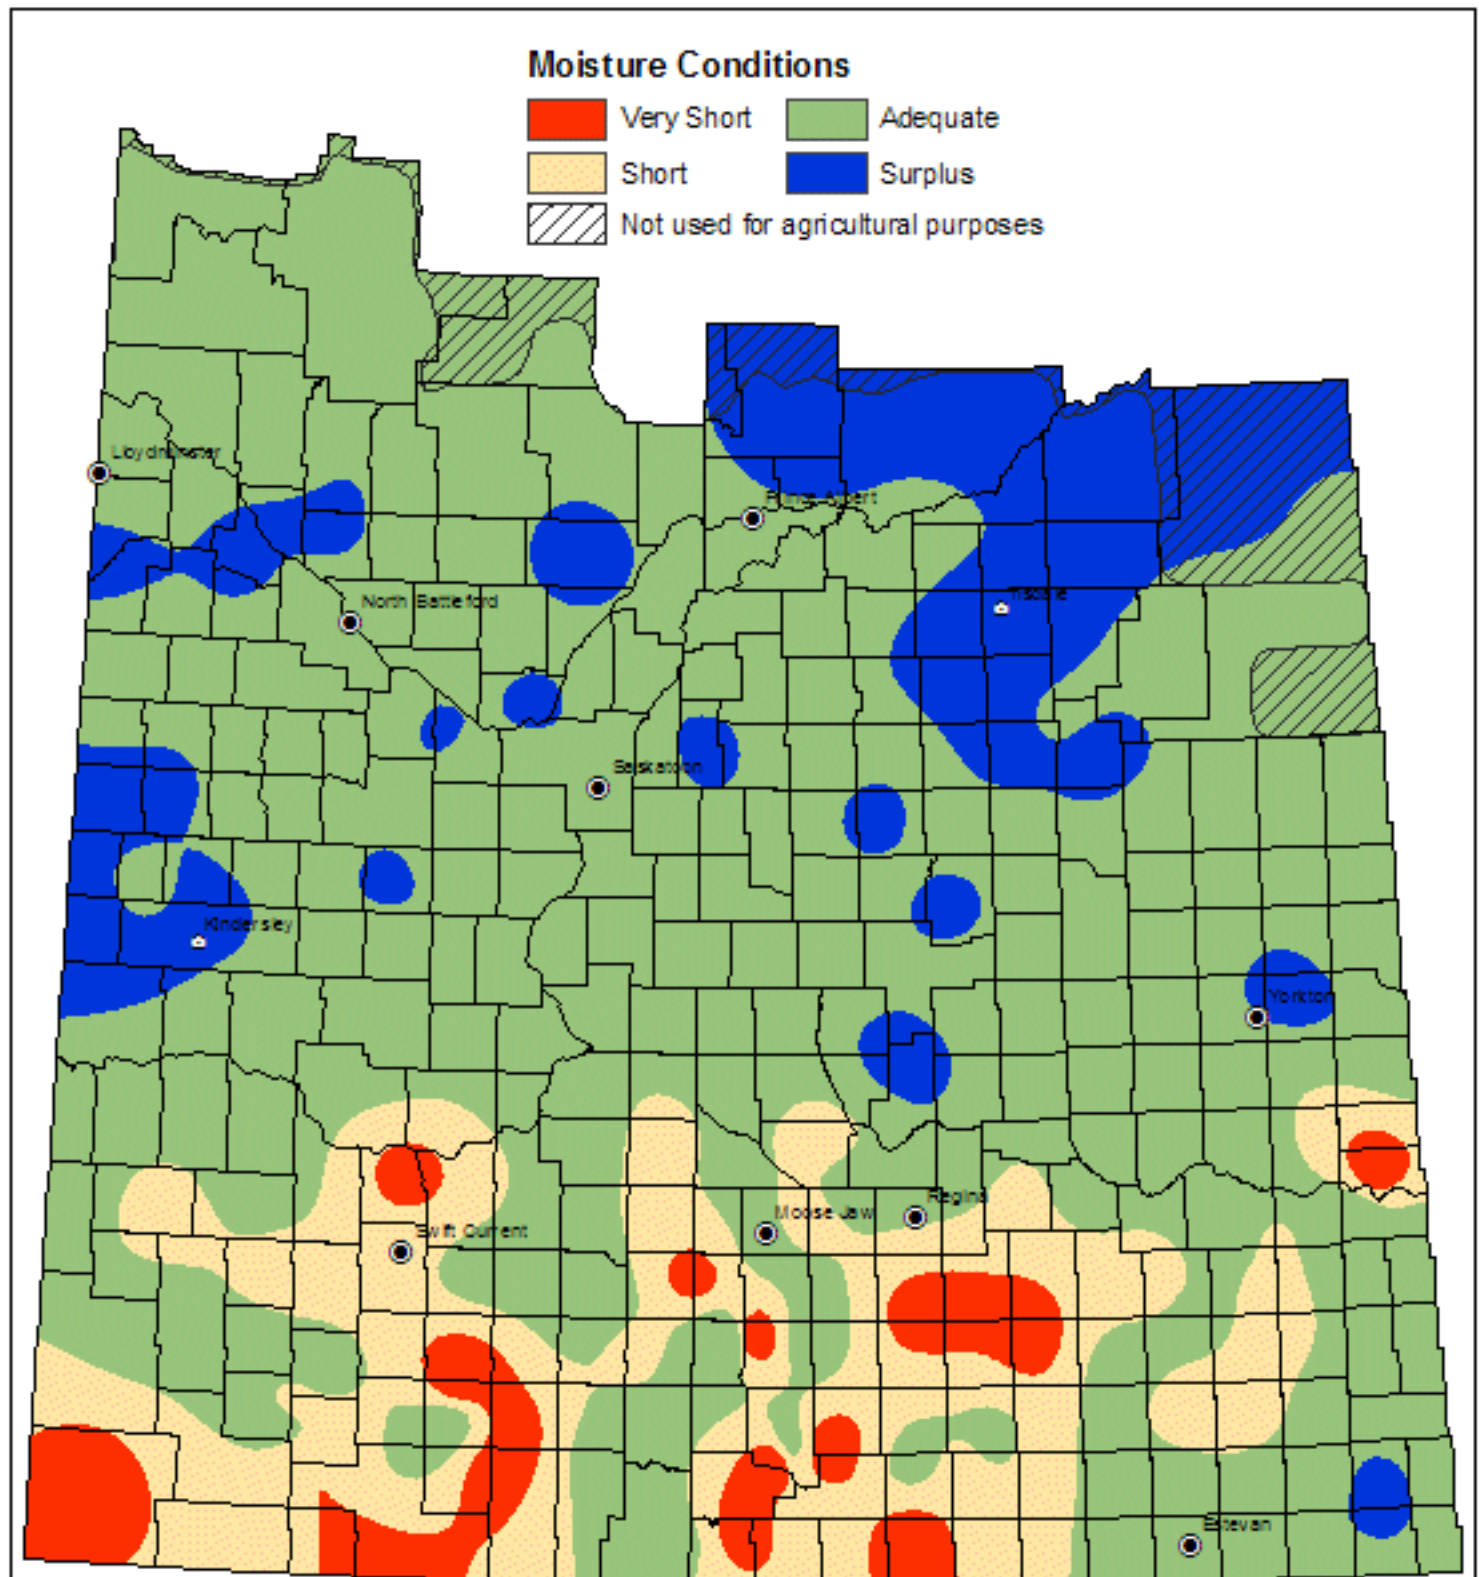 Moisture Conditions
Very Short
Adequate
Short
Surplus
Not used for agricultural purposes
Lloydminster
Prince Albert
North Battleford
Tisdale
Saskatoon
Kindersley
Yorkton
Regina
Moose Jaw
Swift Current
Estevan